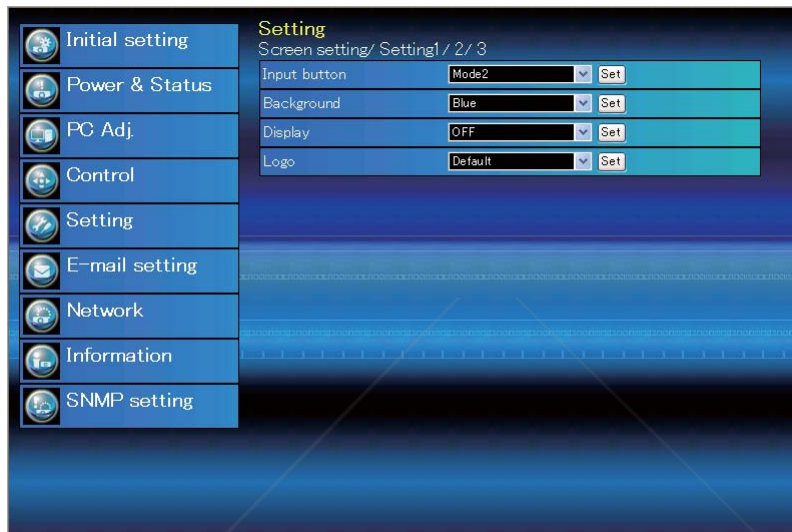 Initial setting
Power & Status
PC Adj.
Control
Setting
E-mail setting
Network
Information
SNMP setting
Setting
Screen setting/ Setting1/ 2/ 3
Input button Mode2 Set
Background Blue Set
Display OFF Set
Logo Default Set